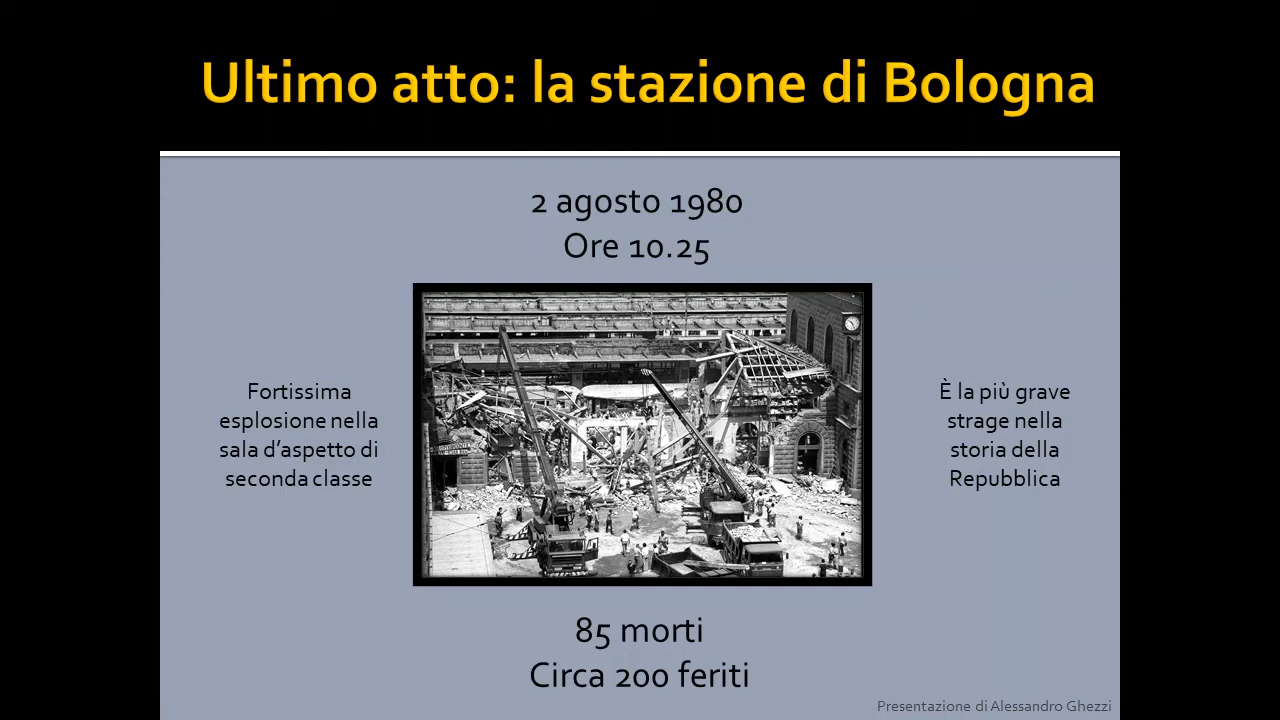 Ultimo atto: la stazione di Bologna
2 agosto 1980
Ore 10.25
Fortissima
esplosione nella
sala d’aspetto di
seconda classe
È la più grave
strage nella
storia della
Repubblica
85 morti
Circa 200 feriti
Presentazione di Alessandro Ghezzi